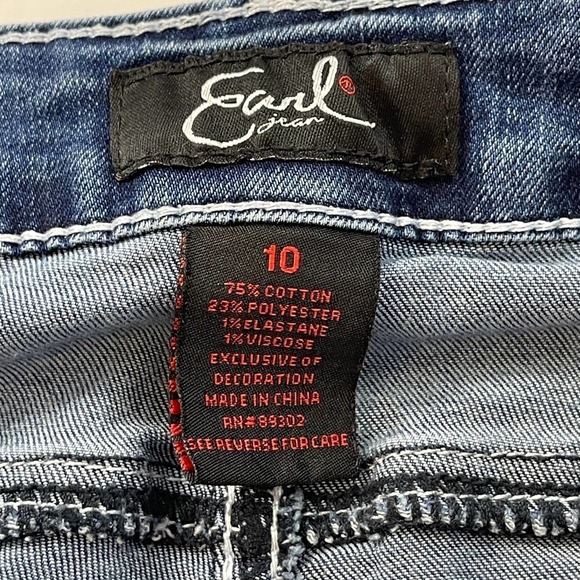 Earl®
jean
10
75% COTTON
23% POLYESTER
1% ELASTANE
1% VISCOSE
EXCLUSIVE OF
DECORATION
MADE IN CHINA
RN# 89302
SEE REVERSE FOR CARE